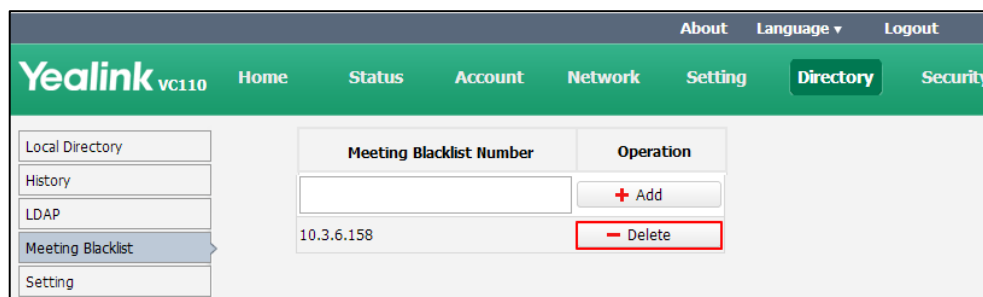 About Language ▾ Logout
Yealink VC110 Home Status Account Network Setting Directory Security
Local Directory
History
LDAP
Meeting Blacklist
Setting
Meeting Blacklist Number Operation
+ Add
10.3.6.158 − Delete